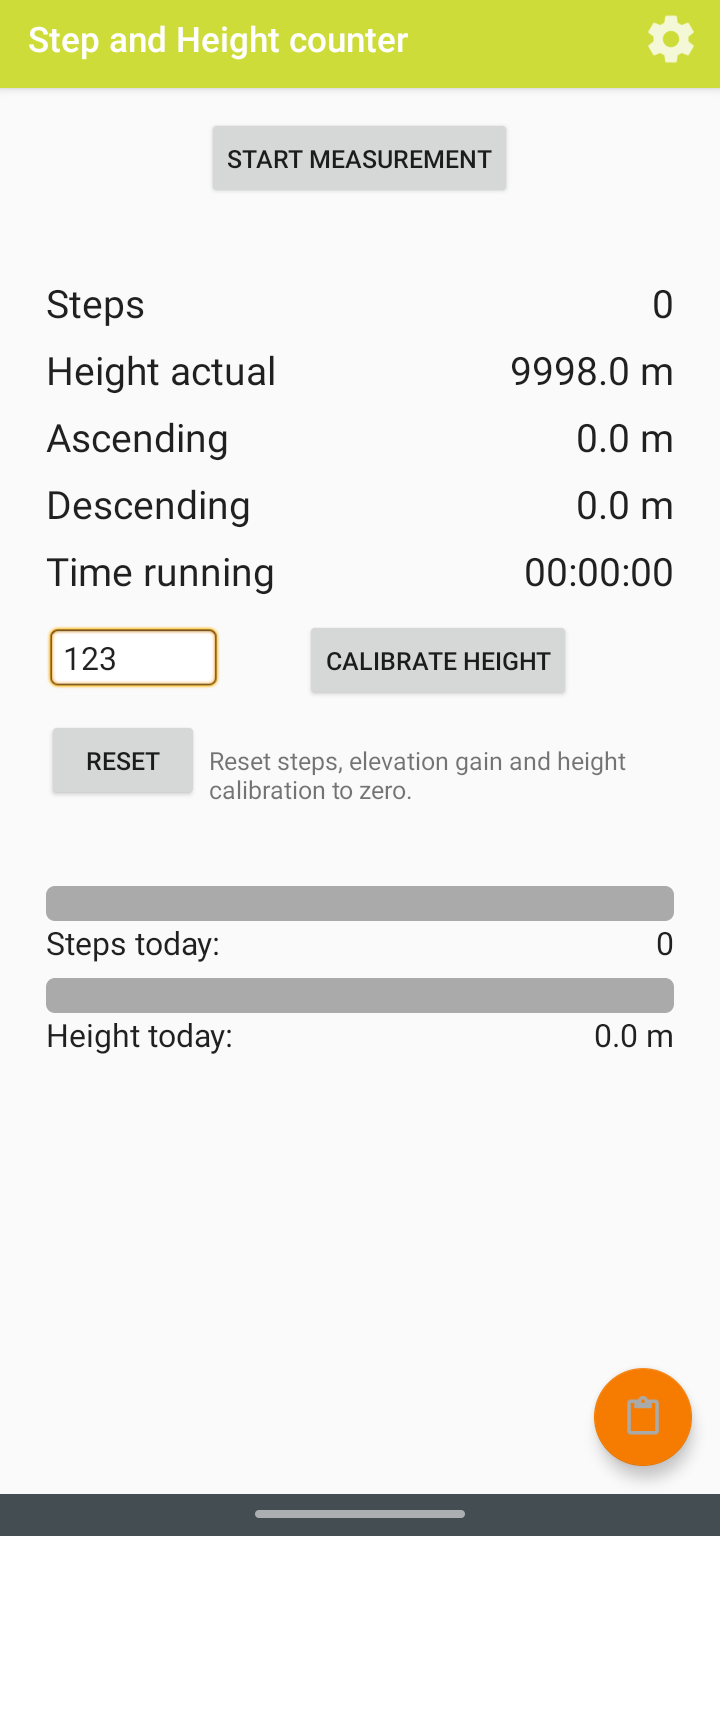 Step and Height counter
START MEASUREMENT
Steps 0
Height actual 9998.0 m
Ascending 0.0 m
Descending 0.0 m
Time running 00:00:00
123 CALIBRATE HEIGHT
RESET Reset steps, elevation gain and height
calibration to zero.
Steps today: 0
Height today: 0.0 m